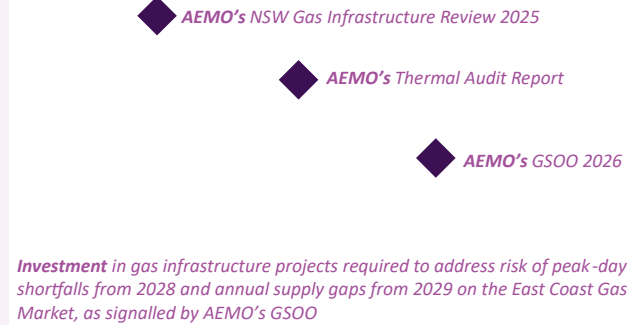 AEMO's NSW Gas Infrastructure Review 2025
AEMO's Thermal Audit Report
AEMO's GSOO 2026
Investment in gas infrastructure projects required to address risk of peak-day
shortfalls from 2028 and annual supply gaps from 2029 on the East Coast Gas
Market, as signalled by AEMO's GSOO